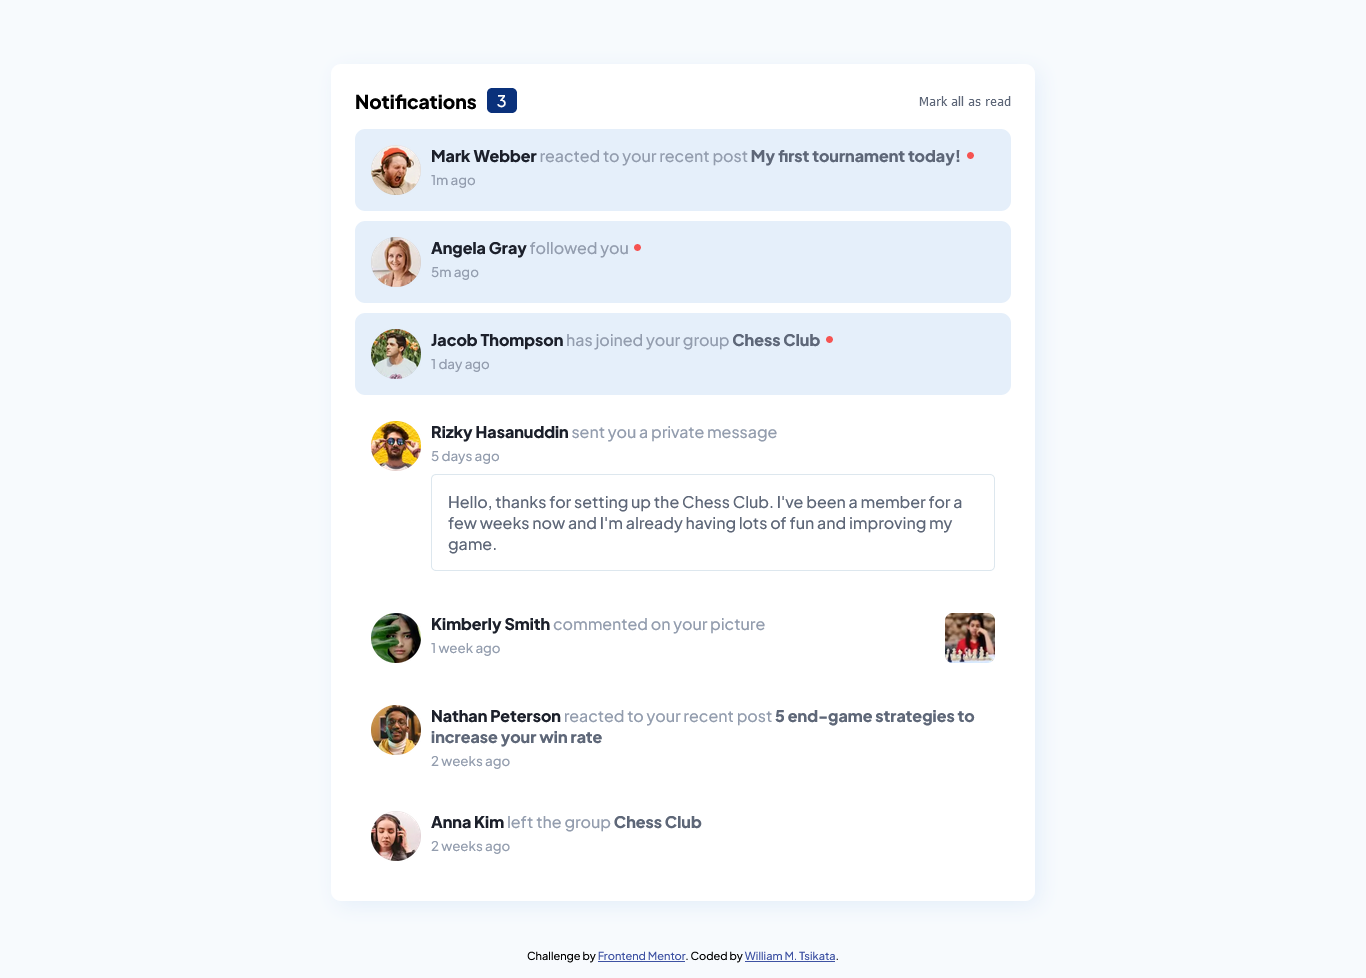 Notifications 3 Mark all as read
Mark Webber reacted to your recent post My first tournament today!
1m ago
Angela Gray followed you
5m ago
Jacob Thompson has joined your group Chess Club
1 day ago
Rizky Hasanuddin sent you a private message
5 days ago
Hello, thanks for setting up the Chess Club. I've been a member for a
few weeks now and I'm already having lots of fun and improving my
game.
Kimberly Smith commented on your picture
1 week ago
Nathan Peterson reacted to your recent post 5 end-game strategies to
increase your win rate
2 weeks ago
Anna Kim left the group Chess Club
2 weeks ago
Challenge by Frontend Mentor. Coded by William M. Tsikata.